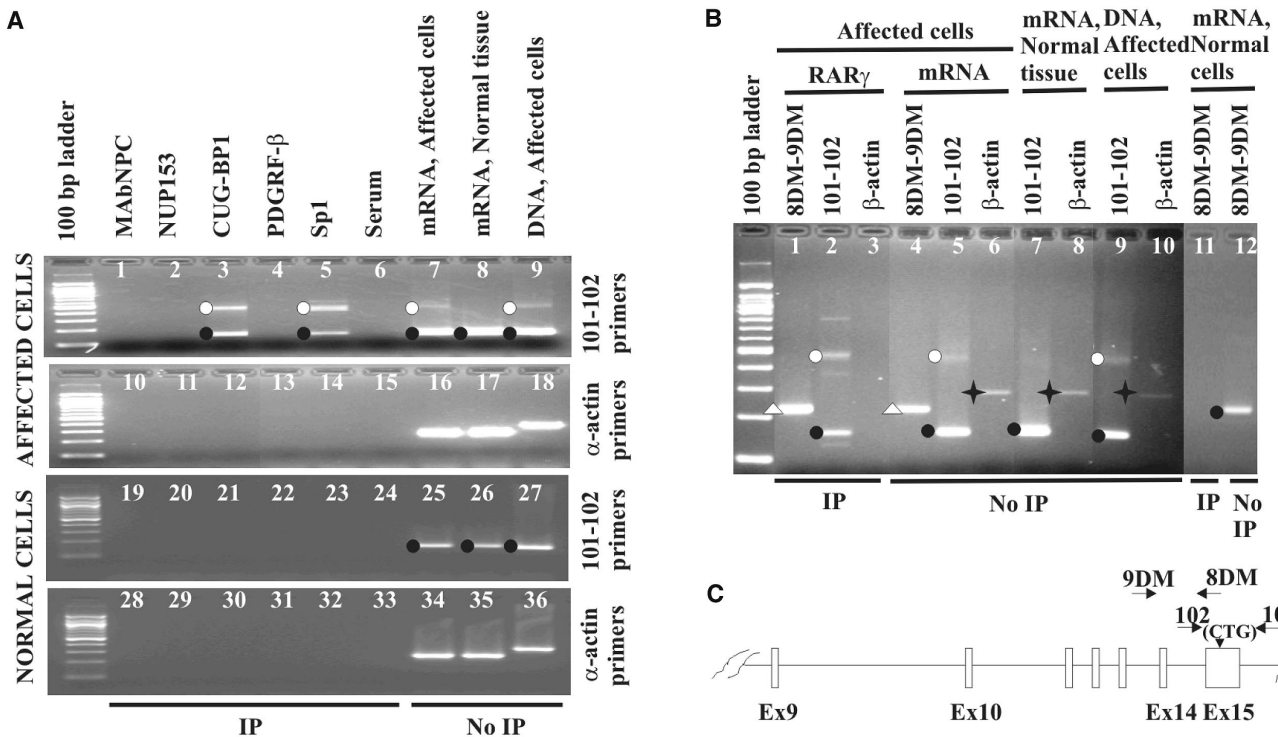 A
100 bp ladder
MAbNPC
NUP153
CUG-BP1
PDGRF-β
Sp1
Serum
mRNA, Affected cells
mRNA, Normal tissue
DNA, Affected cells
AFFECTED CELLS
1 2 3 4 5 6 7 8 9
101-102
primers
10 11 12 13 14 15 16 17 18
α-actin
primers
NORMAL CELLS
19 20 21 22 23 24 25 26 27
101-102
primers
28 29 30 31 32 33 34 35 36
α-actin
primers
IP No IP
B
Affected cells
mRNA,
Normal
tissue
DNA,
Affected
cells
mRNA,
Normal
cells
RARγ mRNA
100 bp ladder
8DM-9DM
101-102
β-actin
8DM-9DM
101-102
β-actin
101-102
β-actin
101-102
β-actin
8DM-9DM
8DM-9DM
1 2 3 4 5 6 7 8 9 10 11 12
IP No IP IP No
IP
C
9DM 8DM
102 (CTG) 10
Ex9 Ex10 Ex14 Ex15